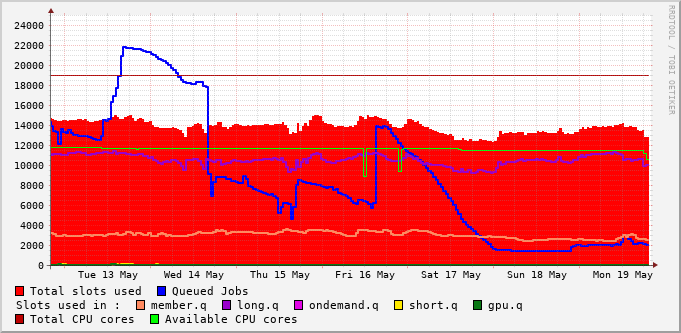 RRDTOOL / TOBI OETIKER
24000
22000
20000
18000
16000
14000
12000
10000
8000
6000
4000
2000
0
Tue 13 May Wed 14 May Thu 15 May Fri 16 May Sat 17 May Sun 18 May Mon 19 May
Total slots used Queued Jobs
Slots used in : member.q long.q ondemand.q short.q gpu.q
Total CPU cores Available CPU cores